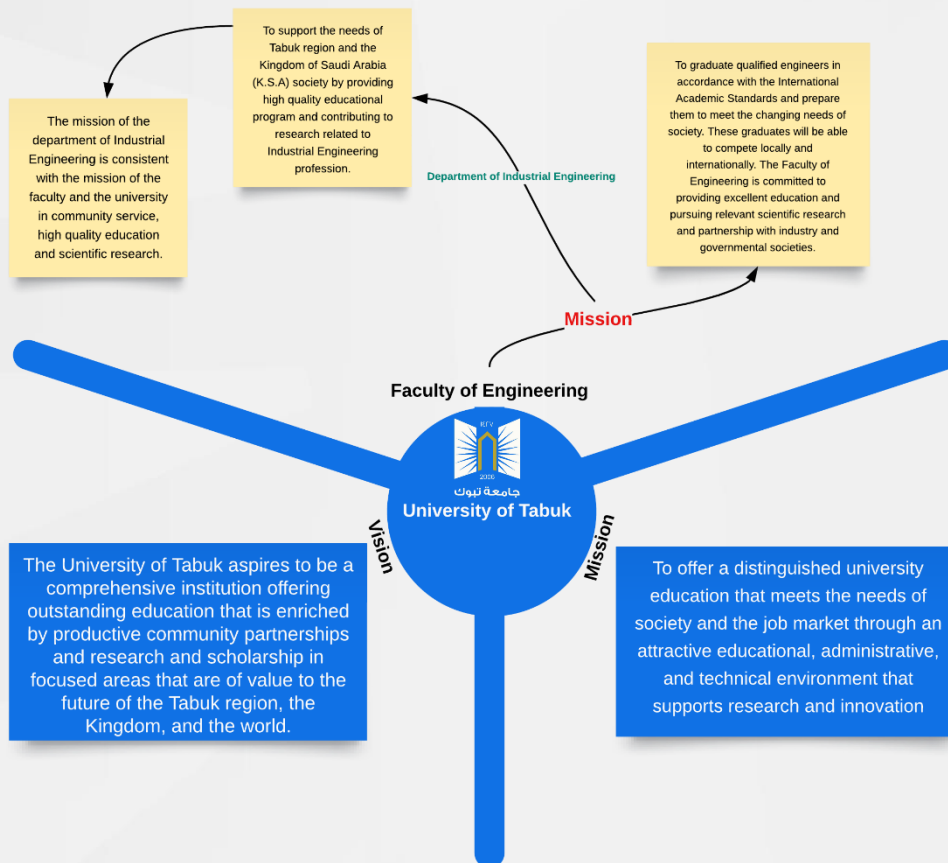 To support the needs of
Tabuk region and the
Kingdom of Saudi Arabia
(K.S.A) society by providing
high quality educational
program and contributing to
research related to
Industrial Engineering
profession.
To graduate qualified engineers in
accordance with the International
Academic Standards and prepare
them to meet the changing needs of
society. These graduates will be able
to compete locally and
internationally. The Faculty of
Engineering is committed to
providing excellent education and
pursuing relevant scientific research
and partnership with industry and
governmental societies.
The mission of the
department of Industrial
Engineering is consistent
with the mission of the
faculty and the university
in community service,
high quality education
and scientific research.
Department of Industrial Engineering
Mission
Faculty of Engineering
2006
جامعة تبوك
University of Tabuk
Vision
Mission
The University of Tabuk aspires to be a
comprehensive institution offering
outstanding education that is enriched
by productive community partnerships
and research and scholarship in
focused areas that are of value to the
future of the Tabuk region, the
Kingdom, and the world.
To offer a distinguished university
education that meets the needs of
society and the job market through an
attractive educational, administrative,
and technical environment that
supports research and innovation